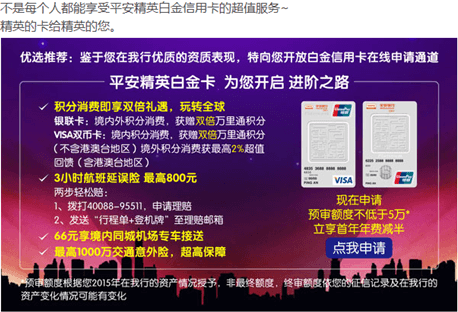 不是每个人都能享受平安精英白金信用卡的超值服务~
精英的卡给精英的您。
优选推荐：鉴于您在我行优质的资质表现，特向您开放白金信用卡在线申请通道
平安精英白金卡 为您开启 进阶之路
积分消费即享双倍礼遇，玩转全球
银联卡：境内外积分消费，获赠双倍万里通积分
VISA双币卡：境内积分消费，获赠双倍万里通积分
（不含港澳台地区）境外积分消费获最高2%超值
回馈（含港澳台地区）
3小时航班延误险 最高800元
两步轻松赔：
1、拨打40088-95511，申请理赔
2、发送“行程单+登机牌”至理赔邮箱
66元享境内同城机场专车接送
最高1000万交通意外险，超高保障
VISA
PING AN
现在申请
预审额度不低于5万*
立享首年年费减半
点我申请
*预审额度根据您2015年在我行的资产情况授予，非最终额度，终审额度依您的征信记录及在我行的
资产变化情况可能有变化